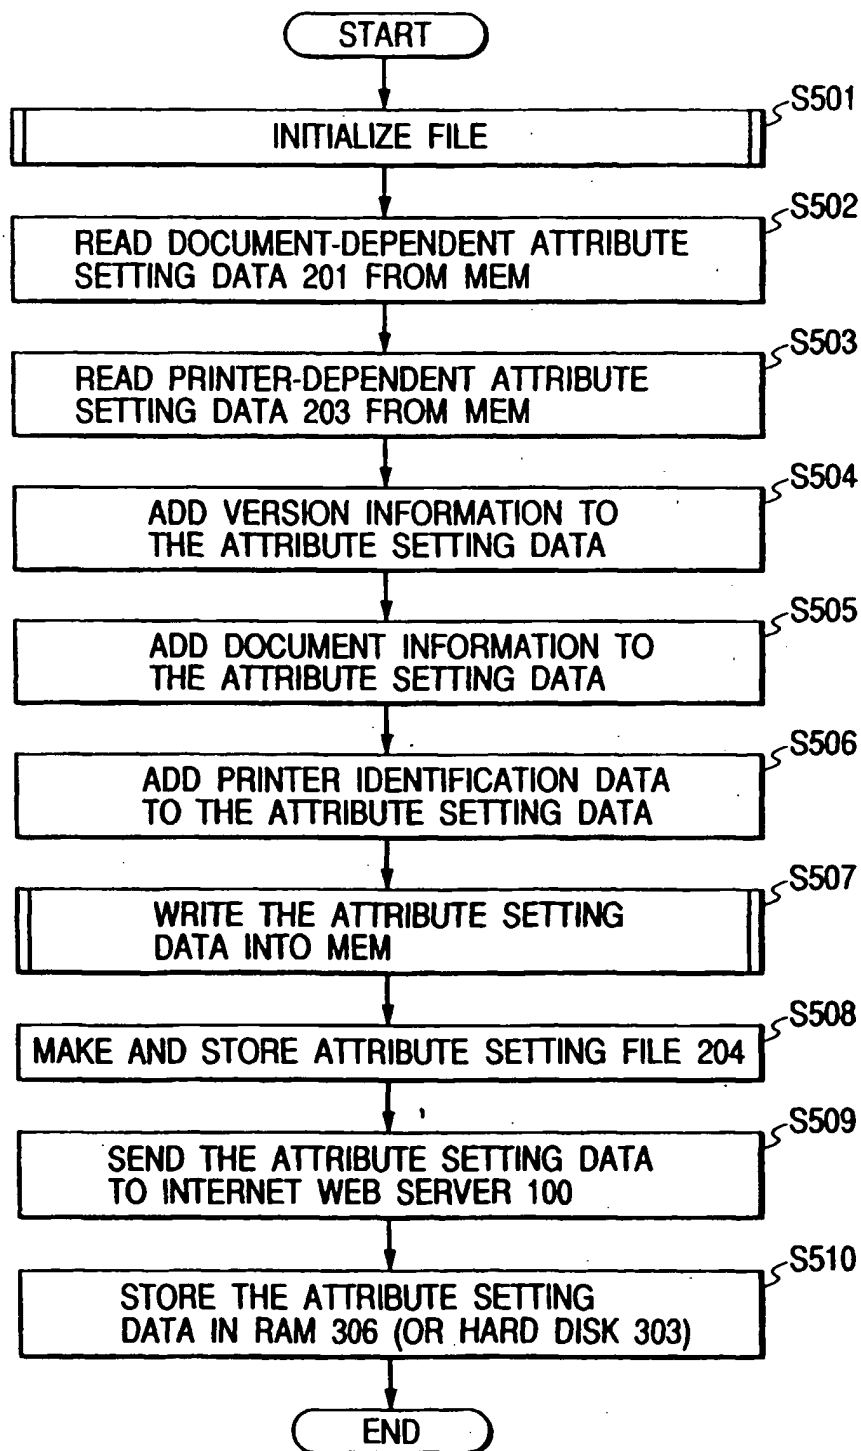 START
S501
INITIALIZE FILE
S502
READ DOCUMENT-DEPENDENT ATTRIBUTE
SETTING DATA 201 FROM MEM
S503
READ PRINTER-DEPENDENT ATTRIBUTE
SETTING DATA 203 FROM MEM
S504
ADD VERSION INFORMATION TO
THE ATTRIBUTE SETTING DATA
S505
ADD DOCUMENT INFORMATION TO
THE ATTRIBUTE SETTING DATA
S506
ADD PRINTER IDENTIFICATION DATA
TO THE ATTRIBUTE SETTING DATA
S507
WRITE THE ATTRIBUTE SETTING
DATA INTO MEM
S508
MAKE AND STORE ATTRIBUTE SETTING FILE 204
S509
SEND THE ATTRIBUTE SETTING DATA
TO INTERNET WEB SERVER 100
S510
STORE THE ATTRIBUTE SETTING
DATA IN RAM 306 (OR HARD DISK 303)
END